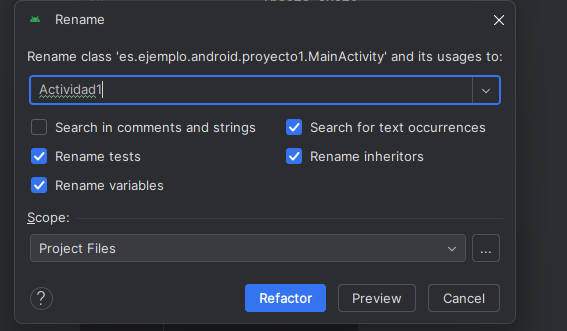 Rename
Rename class 'es.ejemplo.android.proyecto1.MainActivity' and its usages to:
Actividad1
Search in comments and strings
Search for text occurrences
Rename tests
Rename inheritors
Rename variables
Scope:
Project Files
...
?
Refactor
Preview
Cancel